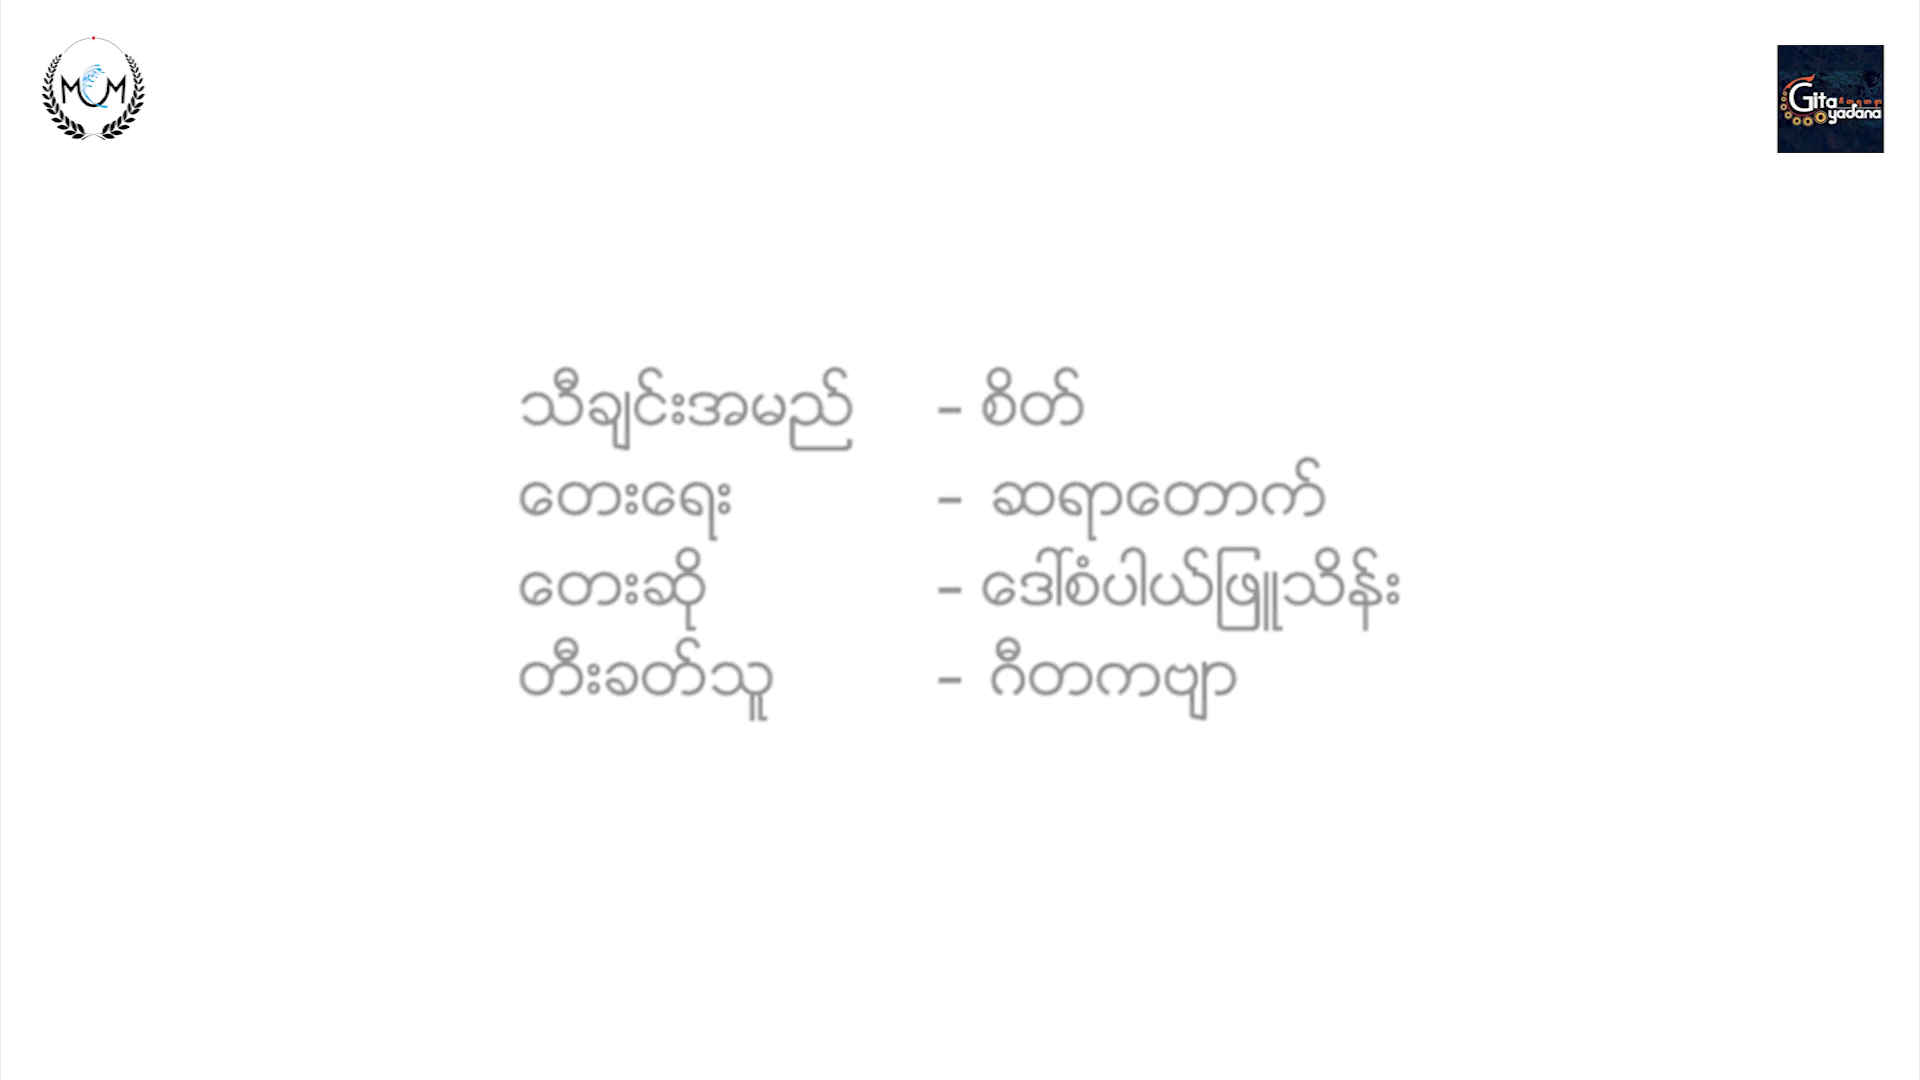 MUM
Gita
yadana
သီချင်းအမည် - စိတ်
တေးရေး - ဆရာတောက်
တေးဆို - ဒေါ်စံပါယ်ဖြူသိန်း
တီးခတ်သူ - ဂီတကဗျာ